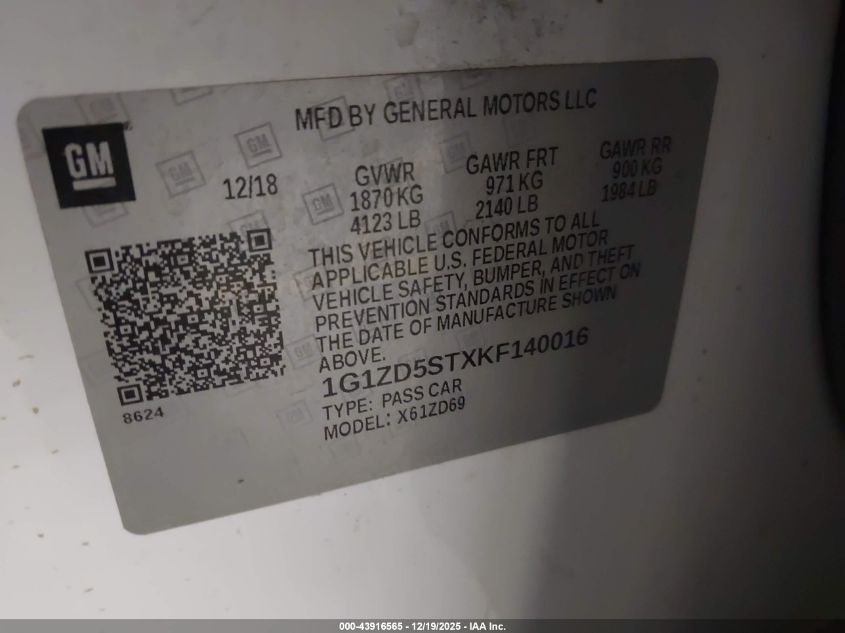 MFD BY GENERAL MOTORS LLC
GM
12/18
GVWR
1870 KG
4123 LB
GAWR FRT
971 KG
2140 LB
GAWR RR
900 KG
1984 LB
THIS VEHICLE CONFORMS TO ALL
APPLICABLE U.S. FEDERAL MOTOR
VEHICLE SAFETY, BUMPER, AND THEFT
PREVENTION STANDARDS IN EFFECT ON
THE DATE OF MANUFACTURE SHOWN
ABOVE.
1G1ZD5STXKF140016
TYPE: PASS CAR
MODEL: X61ZD69
8624
000-43916565 - 12/19/2025 - IAA Inc.